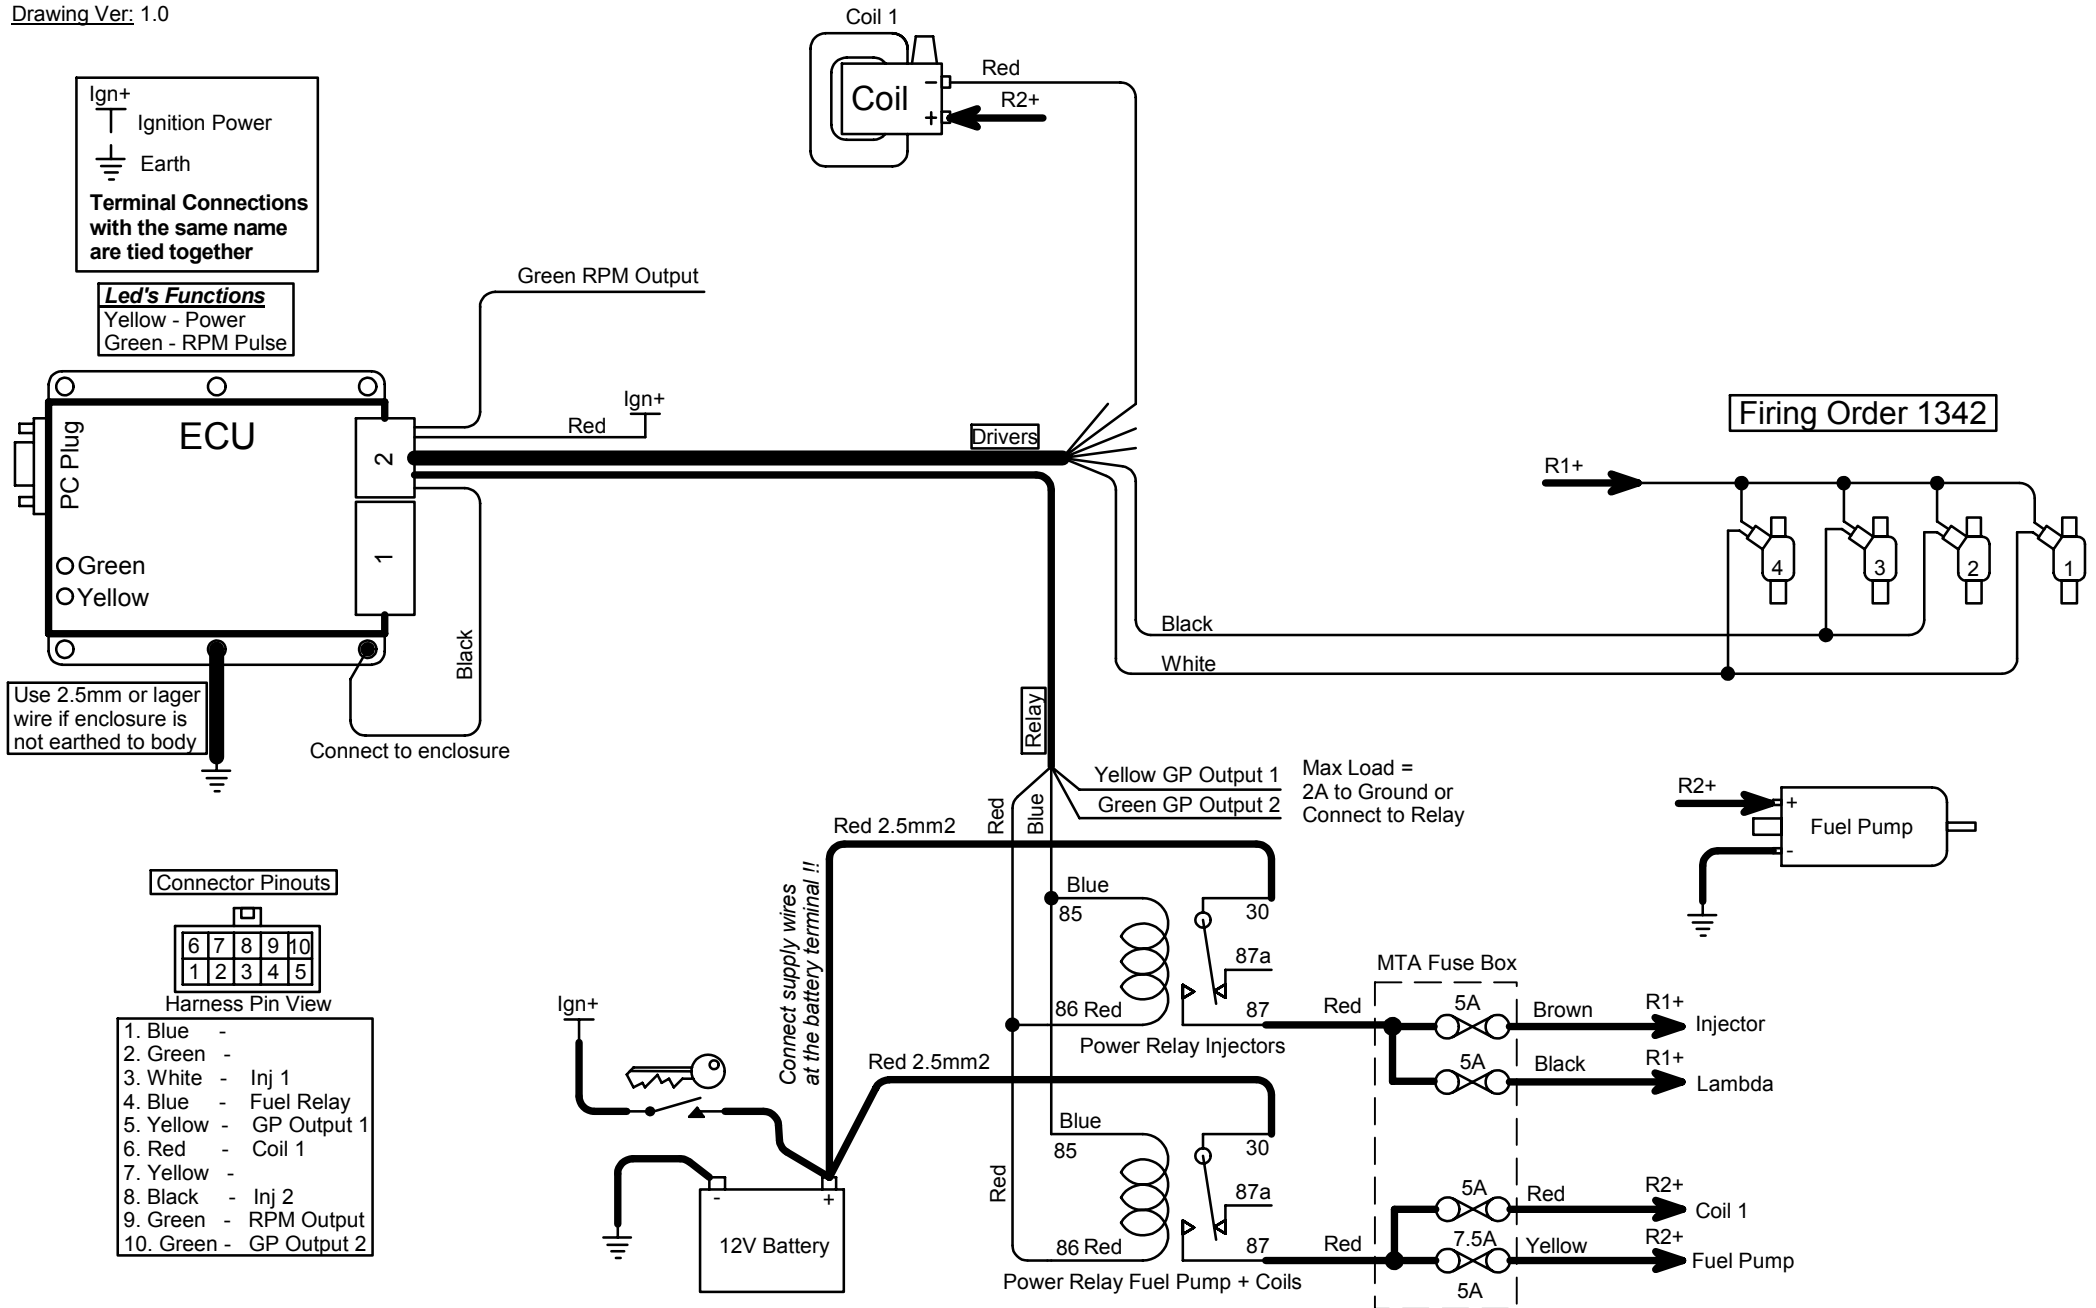 Drawing Ver: 1.0
Coil 1
Coil
-
+
Red
R2+
Ign+
Ignition Power
Earth
Terminal Connections
with the same name
are tied together
Led's Functions
Yellow - Power
Green - RPM Pulse
Green RPM Output
Ign+
Red
ECU
PC Plug
2
1
Green
Yellow
Black
Drivers
Use 2.5mm or lager
wire if enclosure is
not earthed to body
Connect to enclosure
Firing Order 1342
R1+
4
3
2
1
Black
White
Relay
Yellow GP Output 1
Green GP Output 2
Max Load =
2A to Ground or
Connect to Relay
Red
Blue
R2+
+
-
Fuel Pump
Red 2.5mm2
Connect supply wires
at the battery terminal !!
Blue
85
30
87a
86 Red
87
Power Relay Injectors
Red
MTA Fuse Box
5A
Brown
R1+
Injector
5A
Black
R1+
Lambda
Connector Pinouts
6 7 8 9 10
1 2 3 4 5
Harness Pin View
1. Blue -
2. Green -
3. White - Inj 1
4. Blue - Fuel Relay
5. Yellow - GP Output 1
6. Red - Coil 1
7. Yellow -
8. Black - Inj 2
9. Green - RPM Output
10. Green - GP Output 2
Ign+
Red 2.5mm2
-
+
12V Battery
Red
Blue
85
30
87a
86 Red
87
Power Relay Fuel Pump + Coils
Red
5A
Red
R2+
Coil 1
7.5A
Yellow
R2+
Fuel Pump
5A